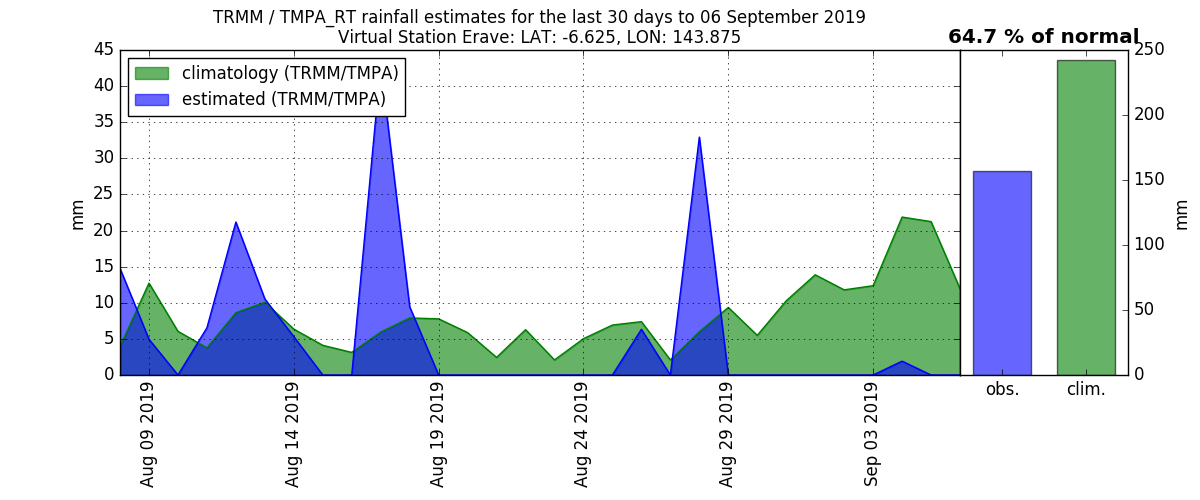 TRMM / TMPA_RT rainfall estimates for the last 30 days to 06 September 2019
Virtual Station Erave: LAT: -6.625, LON: 143.875
64.7 % of normal
climatology (TRMM/TMPA)
estimated (TRMM/TMPA)
45
40
35
30
25
20
15
10
5
0
mm
Aug 09 2019
Aug 14 2019
Aug 19 2019
Aug 24 2019
Aug 29 2019
Sep 03 2019
obs.
clim.
250
200
150
100
50
0
mm